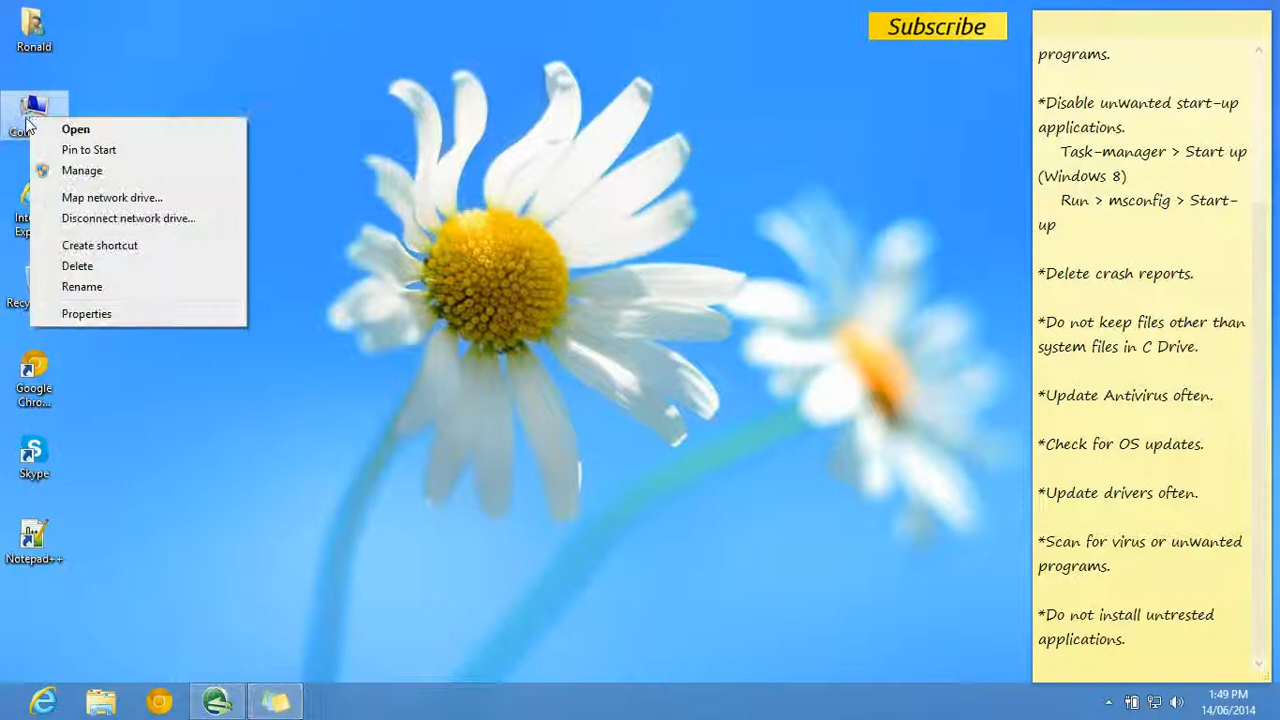 Ronald
Open
Pin to Start
Manage
Map network drive...
Disconnect network drive...
Create shortcut
Delete
Rename
Properties
Google
Chro...
Skype
Notepad++
Subscribe
programs.
*Disable unwanted start-up
applications.
Task-manager > Start up
(Windows 8)
Run > msconfig > Start-
up
*Delete crash reports.
*Do not keep files other than
system files in C Drive.
*Update Antivirus often.
*Check for OS updates.
*Update drivers often.
*Scan for virus or unwanted
programs.
*Do not install untrested
applications.
1:49 PM
14/06/2014